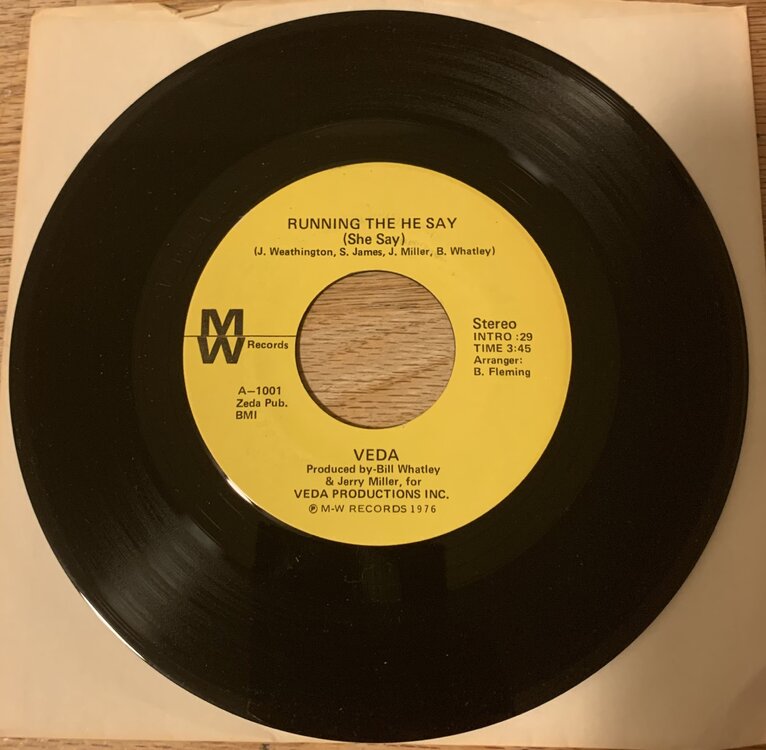 RUNNING THE HE SAY
(She Say)
(J. Weathington, S. James, J. Miller, B. Whatley)
MW Records
A-1001
Zeda Pub.
BMI
Stereo
INTRO :29
TIME 3:45
Arranger:
B. Fleming
VEDA
Produced by-Bill Whatley
& Jerry Miller, for
VEDA PRODUCTIONS INC.
℗ M-W RECORDS 1976